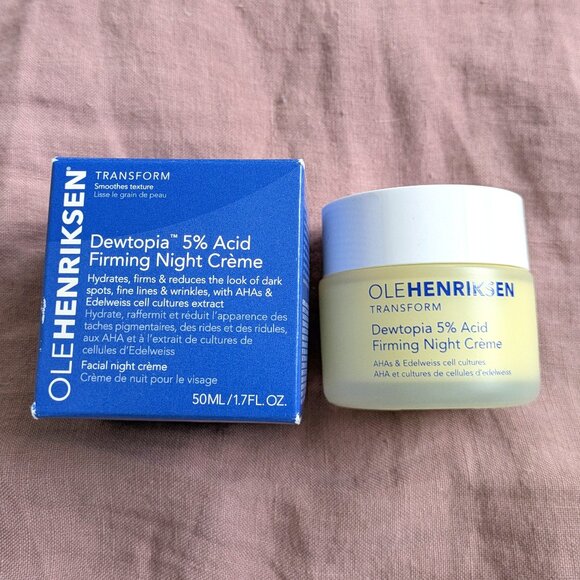 OLEHENRIKSEN®
TRANSFORM
Smoothes texture
Lisse le grain de peau
Dewtopia™ 5% Acid
Firming Night Crème
Hydrates, firms & reduces the look of dark
spots, fine lines & wrinkles, with AHAs &
Edelweiss cell cultures extract
Hydrate, raffermit et réduit l'apparence des
taches pigmentaires, des rides et des ridules,
aux AHA et à l'extrait de cultures de
cellules d'Edelweiss
Facial night crème
Crème de nuit pour le visage
50ML/1.7FL.OZ.
OLEHENRIKSEN
TRANSFORM
Dewtopia 5% Acid
Firming Night Crème
AHAs & Edelweiss cell cultures
AHA et cultures de cellules d'edelweiss